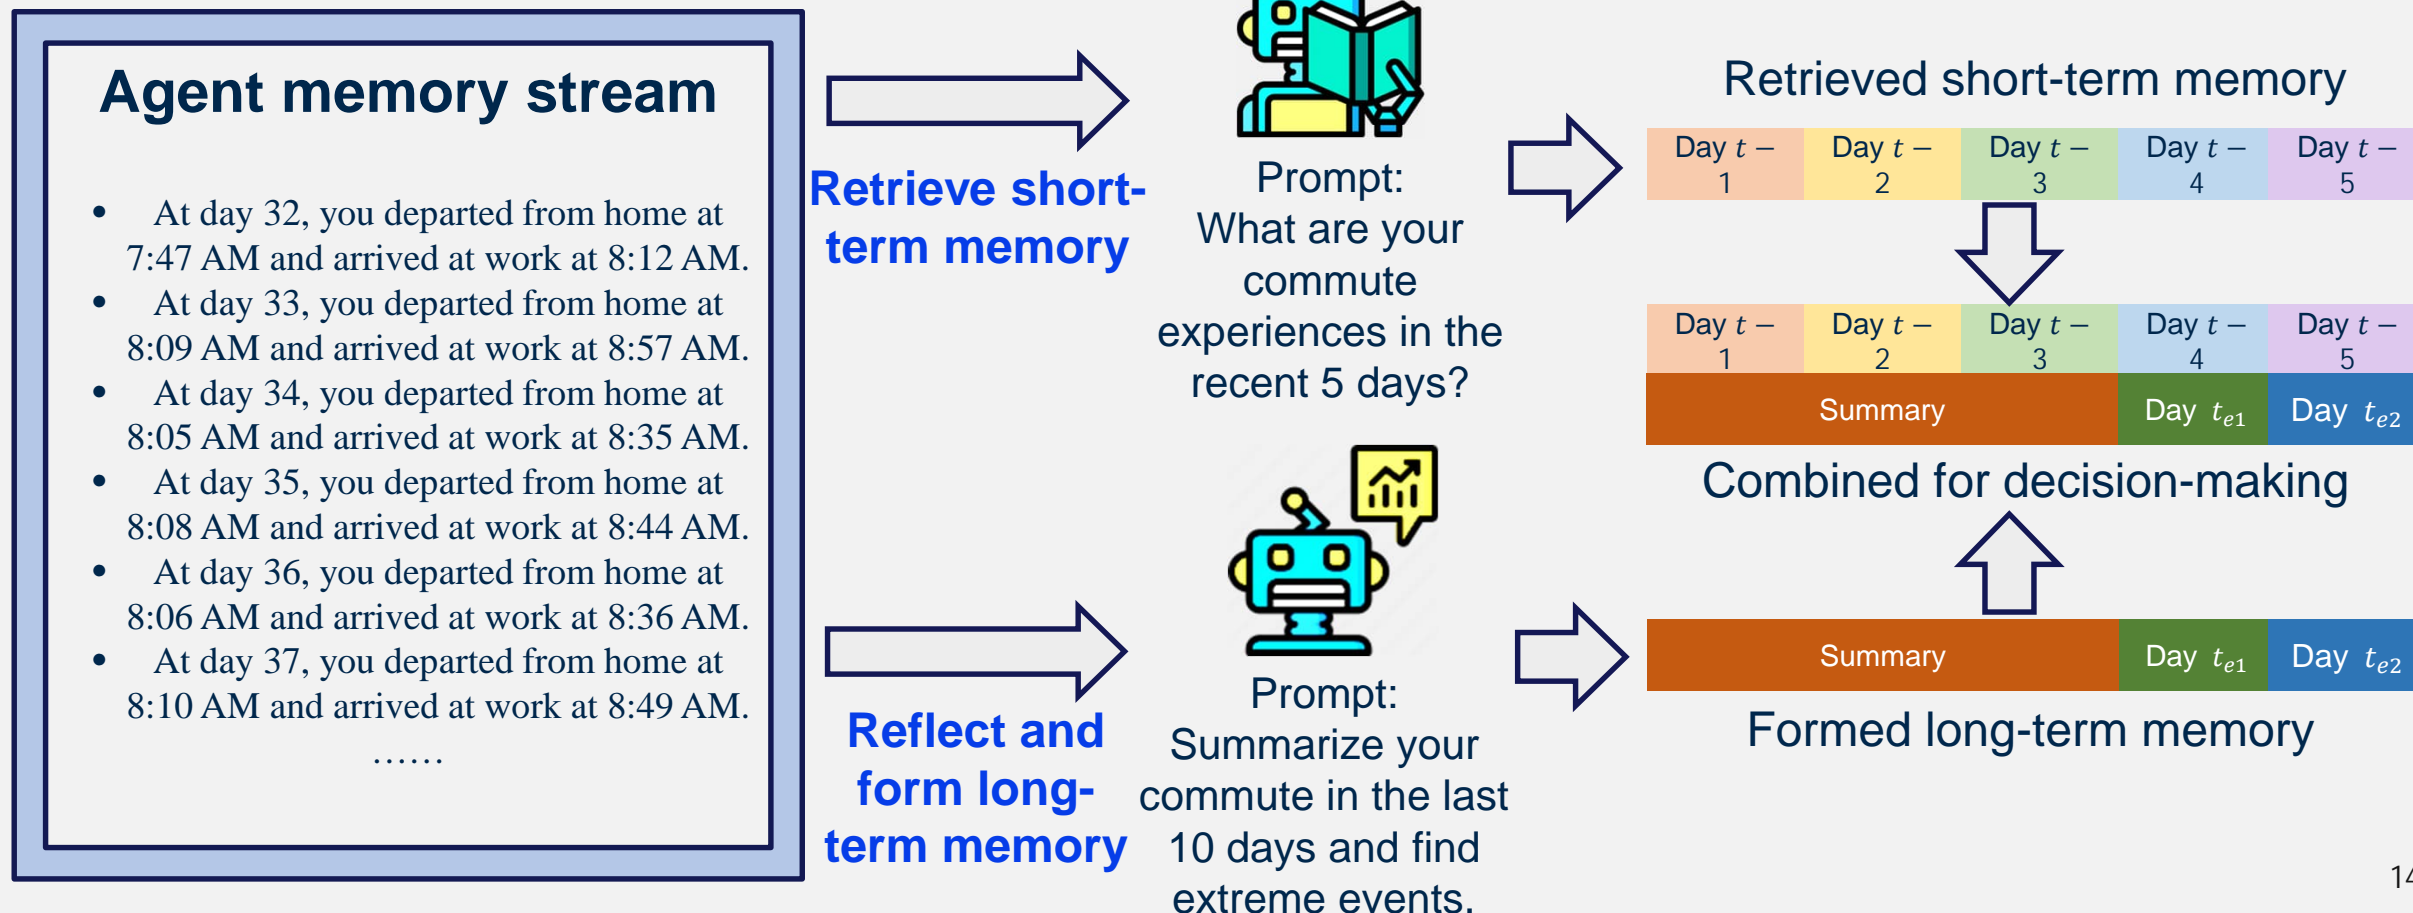 Agent memory stream
• At day 32, you departed from home at
7:47 AM and arrived at work at 8:12 AM.
• At day 33, you departed from home at
8:09 AM and arrived at work at 8:57 AM.
• At day 34, you departed from home at
8:05 AM and arrived at work at 8:35 AM.
• At day 35, you departed from home at
8:08 AM and arrived at work at 8:44 AM.
• At day 36, you departed from home at
8:06 AM and arrived at work at 8:36 AM.
• At day 37, you departed from home at
8:10 AM and arrived at work at 8:49 AM.
……
Retrieve short-
term memory
Prompt:
What are your
commute
experiences in the
recent 5 days?
Reflect and
form long-
term memory
Prompt:
Summarize your
commute in the last
10 days and find
extreme events.
Retrieved short-term memory
Day t – Day t – Day t – Day t – Day t –
1 2 3 4 5
Day t – Day t – Day t – Day t – Day t –
1 2 3 4 5
Summary Day t_e1 Day t_e2
Combined for decision-making
Summary Day t_e1 Day t_e2
Formed long-term memory
14